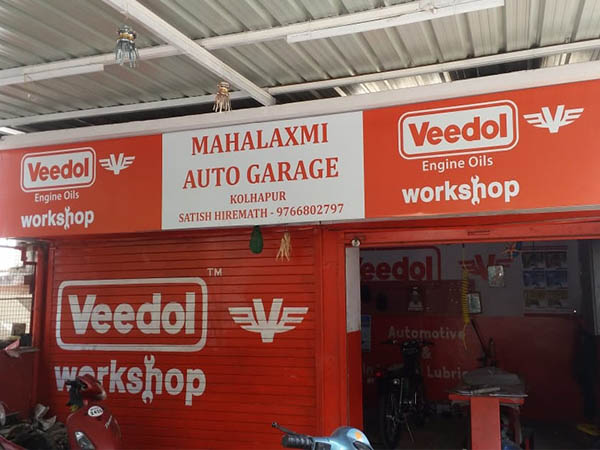 Veedol
Engine Oils
workshop
MAHALAXMI
AUTO GARAGE
KOLHAPUR
SATISH HIREMATH - 9766802797
Veedol
Engine Oils
workshop
Veedol
TM
workshop
Veedol
Automotive
&